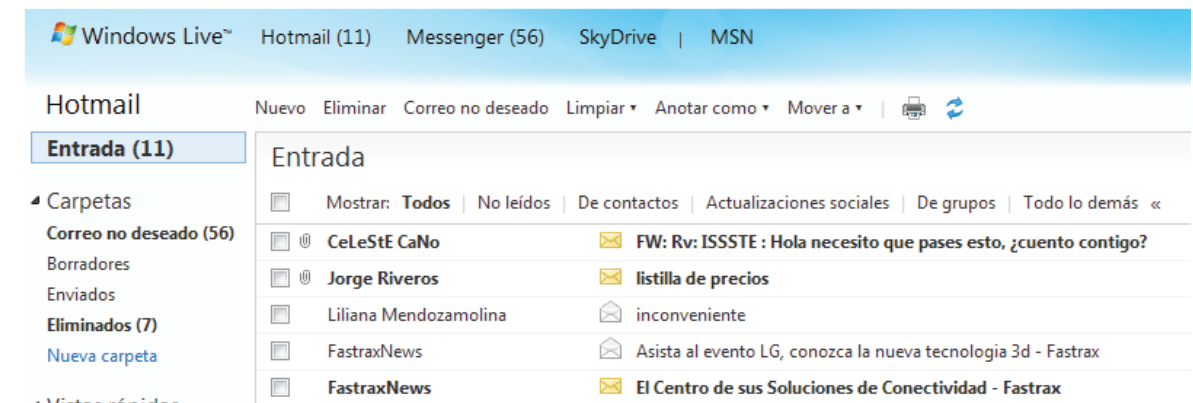 Windows Live™ Hotmail (11) Messenger (56) SkyDrive | MSN
Hotmail
Nuevo Eliminar Correo no deseado Limpiar Anotar como Mover a |
Entrada (11)
Entrada
Carpetas
Mostrar: Todos | No leídos | De contactos | Actualizaciones sociales | De grupos | Todo lo demás «
Correo no deseado (56)
CeLeStE CaNo FW: Rv: ISSSTE : Hola necesito que pases esto, ¿cuento contigo?
Borradores
Jorge Riveros listilla de precios
Enviados
Liliana Mendozamolina inconveniente
Eliminados (7)
Nueva carpeta
FastraxNews Asista al evento LG, conozca la nueva tecnologia 3d - Fastrax
FastraxNews El Centro de sus Soluciones de Conectividad - Fastrax